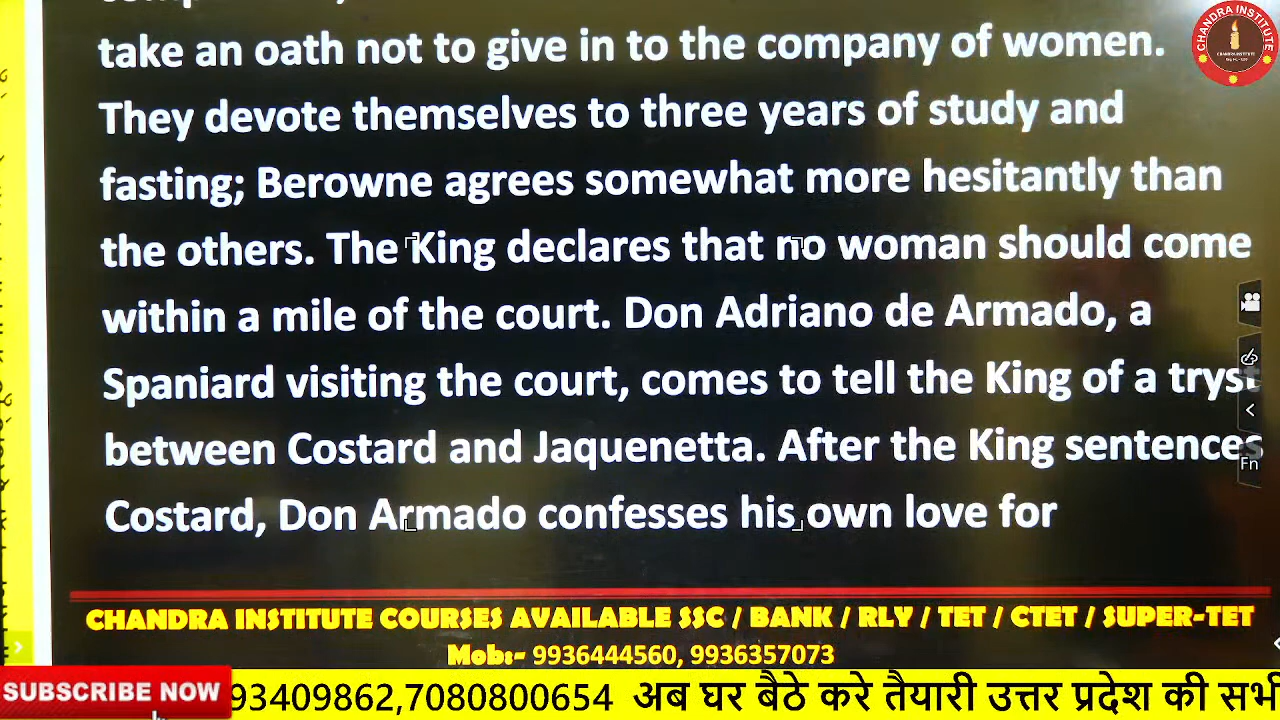 take an oath not to give in to the company of women.
They devote themselves to three years of study and
fasting; Berowne agrees somewhat more hesitantly than
the others. The King declares that no woman should come
within a mile of the court. Don Adriano de Armado, a
Spaniard visiting the court, comes to tell the King of a tryst
between Costard and Jaquenetta. After the King sentences
Costard, Don Armado confesses his own love for
CHANDRA INSTITUTE
CHANDRA INSTITUTE
Fn
CHANDRA INSTITUTE COURSES AVAILABLE SSC / BANK / RLY / TET / CTET / SUPER-TET
Mob:- 9936444560, 9936357073
SUBSCRIBE NOW
93409862,7080800654 अब घर बैठे करे तैयारी उत्तर प्रदेश की सभी